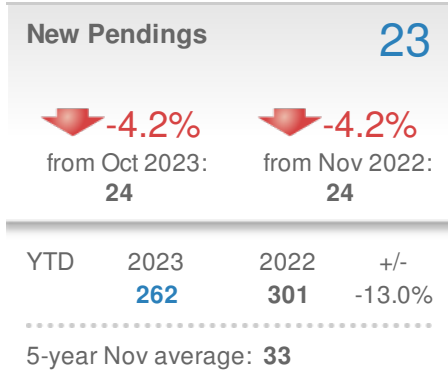 New Pendings 23
-4.2% -4.2%
from Oct 2023: from Nov 2022:
24 24
YTD 2023 2022 +/-
262 301 -13.0%
5-year Nov average: 33